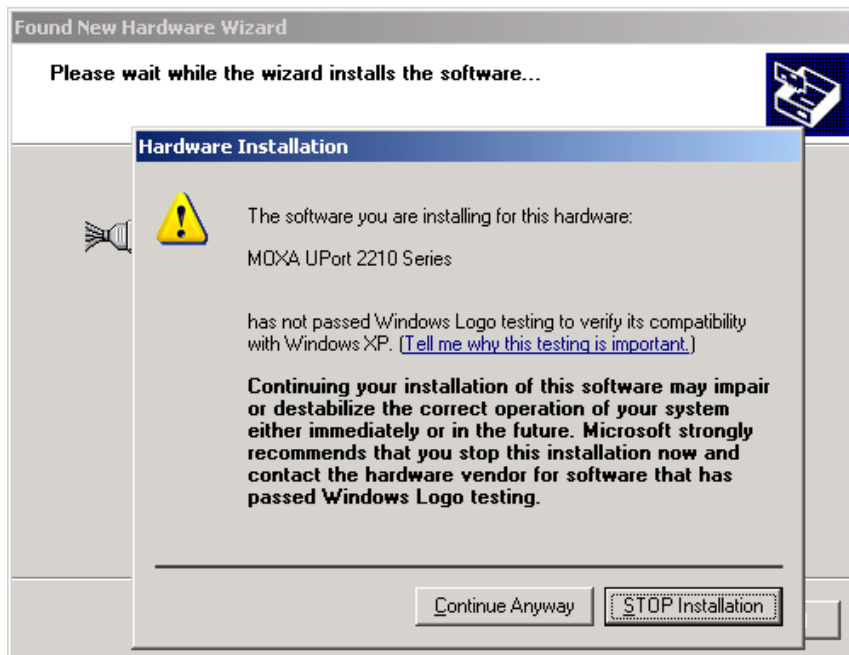 Found New Hardware Wizard
Please wait while the wizard installs the software...
Hardware Installation
The software you are installing for this hardware:
MOXA UPort 2210 Series
has not passed Windows Logo testing to verify its compatibility
with Windows XP. (Tell me why this testing is important.)
Continuing your installation of this software may impair
or destabilize the correct operation of your system
either immediately or in the future. Microsoft strongly
recommends that you stop this installation now and
contact the hardware vendor for software that has
passed Windows Logo testing.
Continue Anyway
STOP Installation